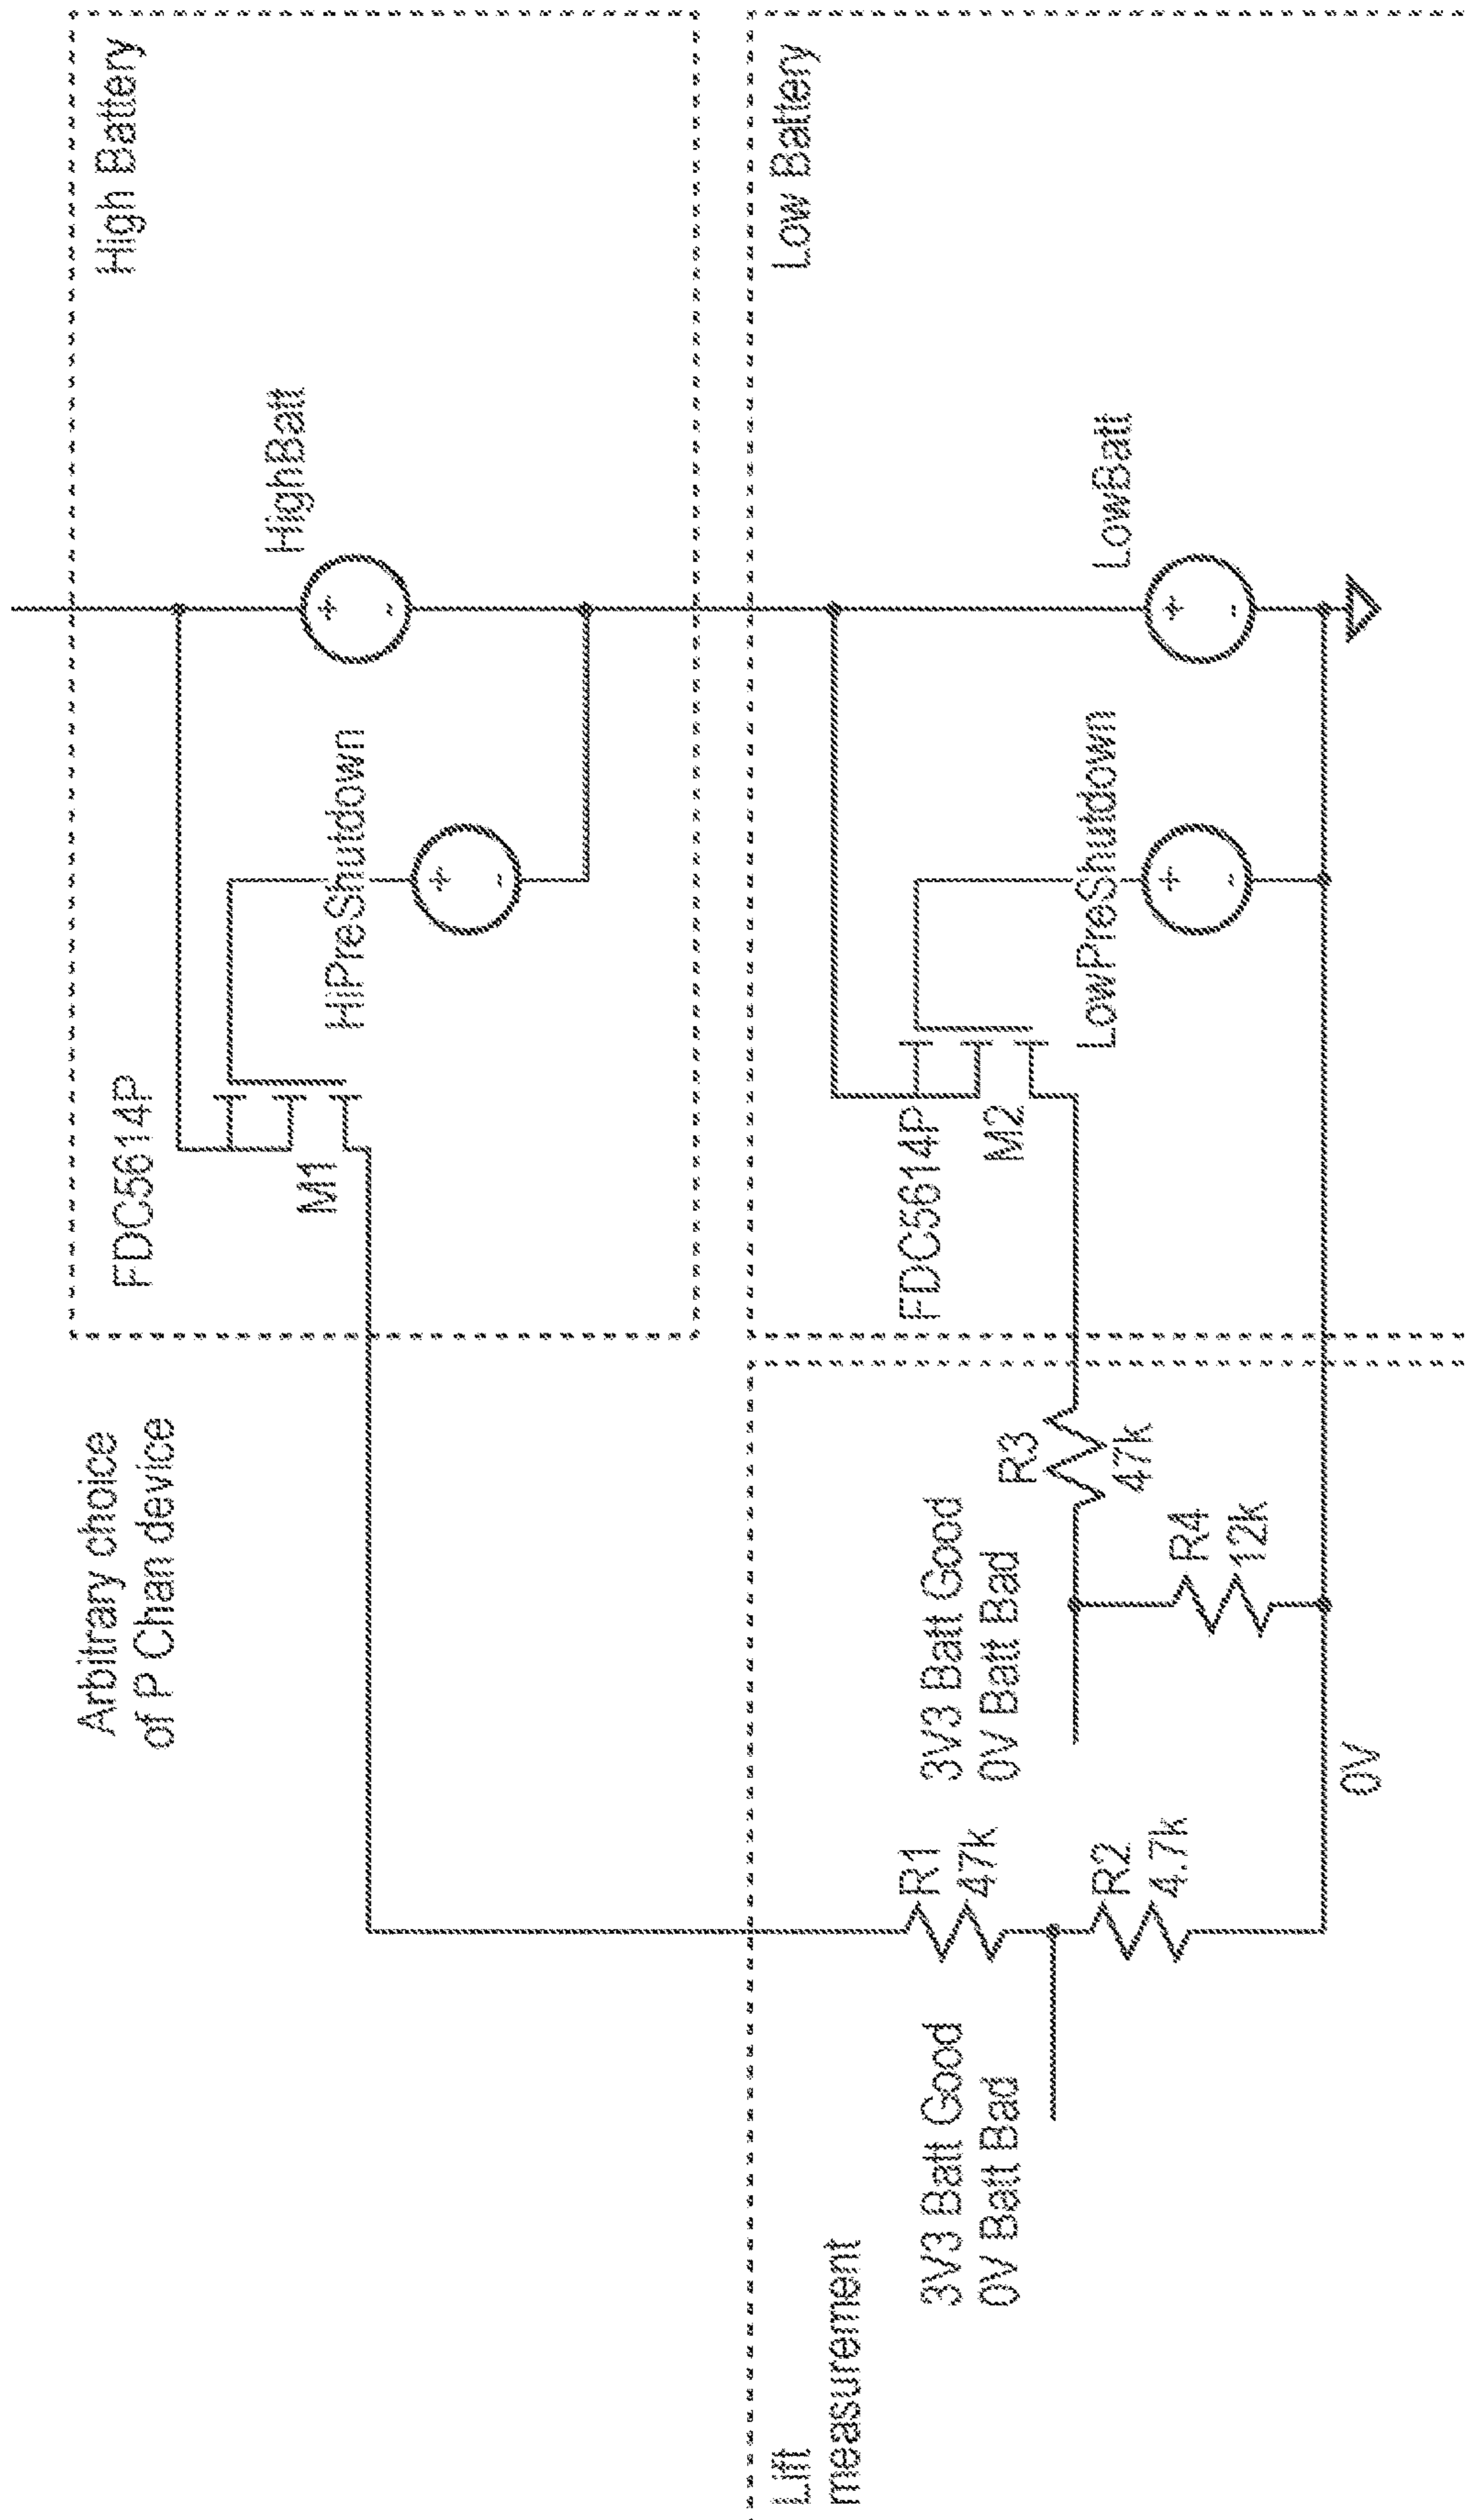 High Battery
HighBatt
HiPreShutdown
FDC5614P
M1
Arbitrary choice
of P Chan device
Low Battery
LowBatt
LowPreShutdown
FDC5614P
M2
R3
47k
3V3 Batt Good
0V Batt Bad
R4
12k
R1
47k
R2
4.7k
0V
3V3 Batt Good
0V Batt Bad
Lift
measurement